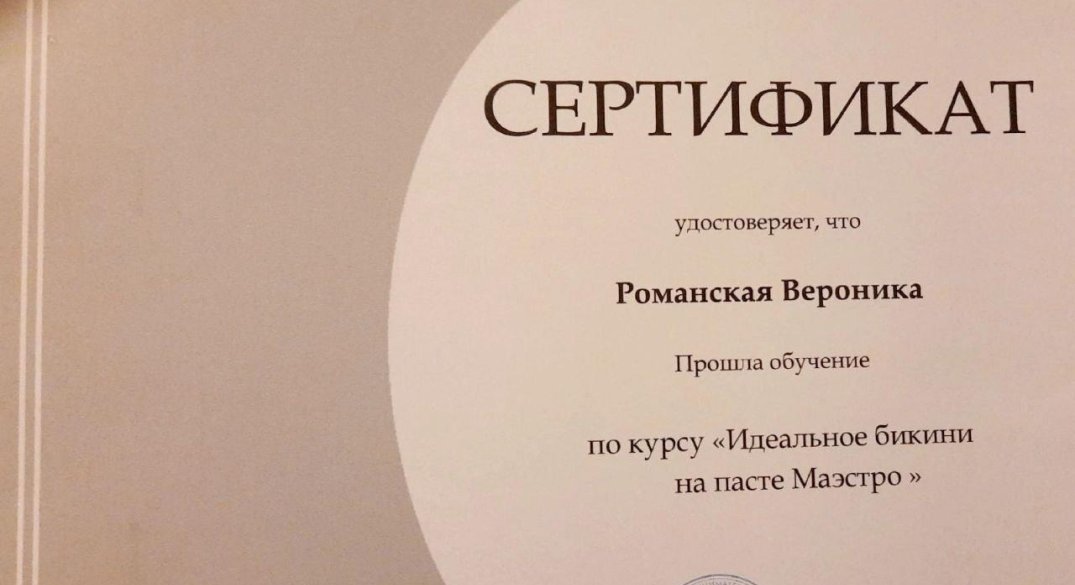 СЕРТИФИКАТ
удостоверяет, что
Романская Вероника
Прошла обучение
по курсу «Идеальное бикини
на пасте Маэстро »